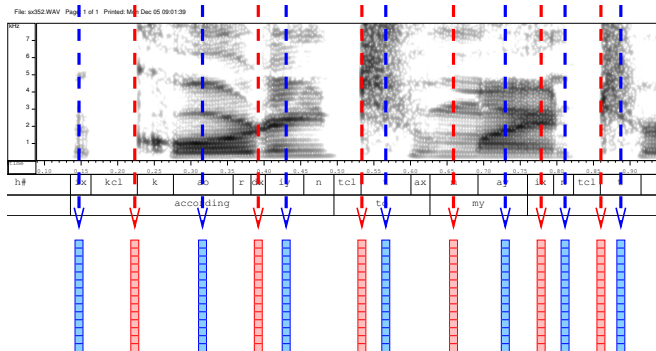 File: sx352.WAV Page: 1 of 1 Printed: Mon Dec 05 09:01:39
kHz
7
6
5
4
3
2
1
time 0.10 0.15 0.20 0.25 0.30 0.35 0.40 0.45 0.50 0.55 0.60 0.65 0.70 0.75 0.80 0.85 0.90
h# ix kcl k ao r dx iy n tcl ax m ay ix n tcl
according to my